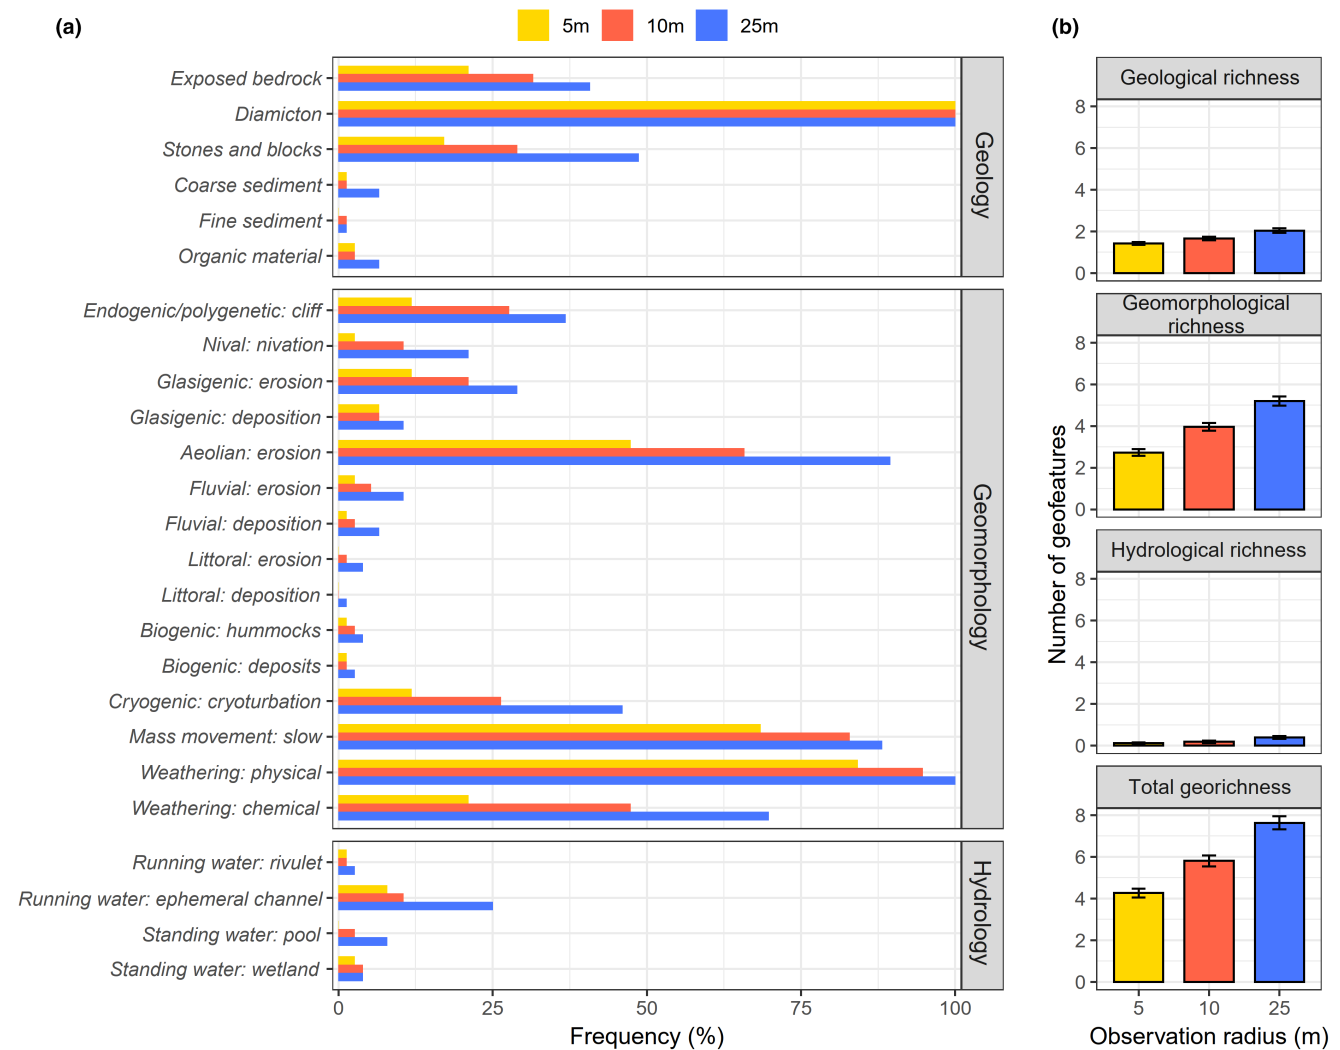 (a)
5m
10m
25m
(b)
Exposed bedrock
Diamicton
Stones and blocks
Coarse sediment
Fine sediment
Organic material
Geology
Endogenic/polygenetic: cliff
Nival: nivation
Glasigenic: erosion
Glasigenic: deposition
Aeolian: erosion
Fluvial: erosion
Fluvial: deposition
Littoral: erosion
Littoral: deposition
Biogenic: hummocks
Biogenic: deposits
Cryogenic: cryoturbation
Mass movement: slow
Weathering: physical
Weathering: chemical
Geomorphology
Running water: rivulet
Running water: ephemeral channel
Standing water: pool
Standing water: wetland
Hydrology
0
25
50
75
100
Frequency (%)
Number of geofeatures
Geological richness
8
6
4
2
0
Geomorphological
richness
8
6
4
2
0
Hydrological richness
8
6
4
2
0
Total georichness
8
6
4
2
0
5
10
25
Observation radius (m)